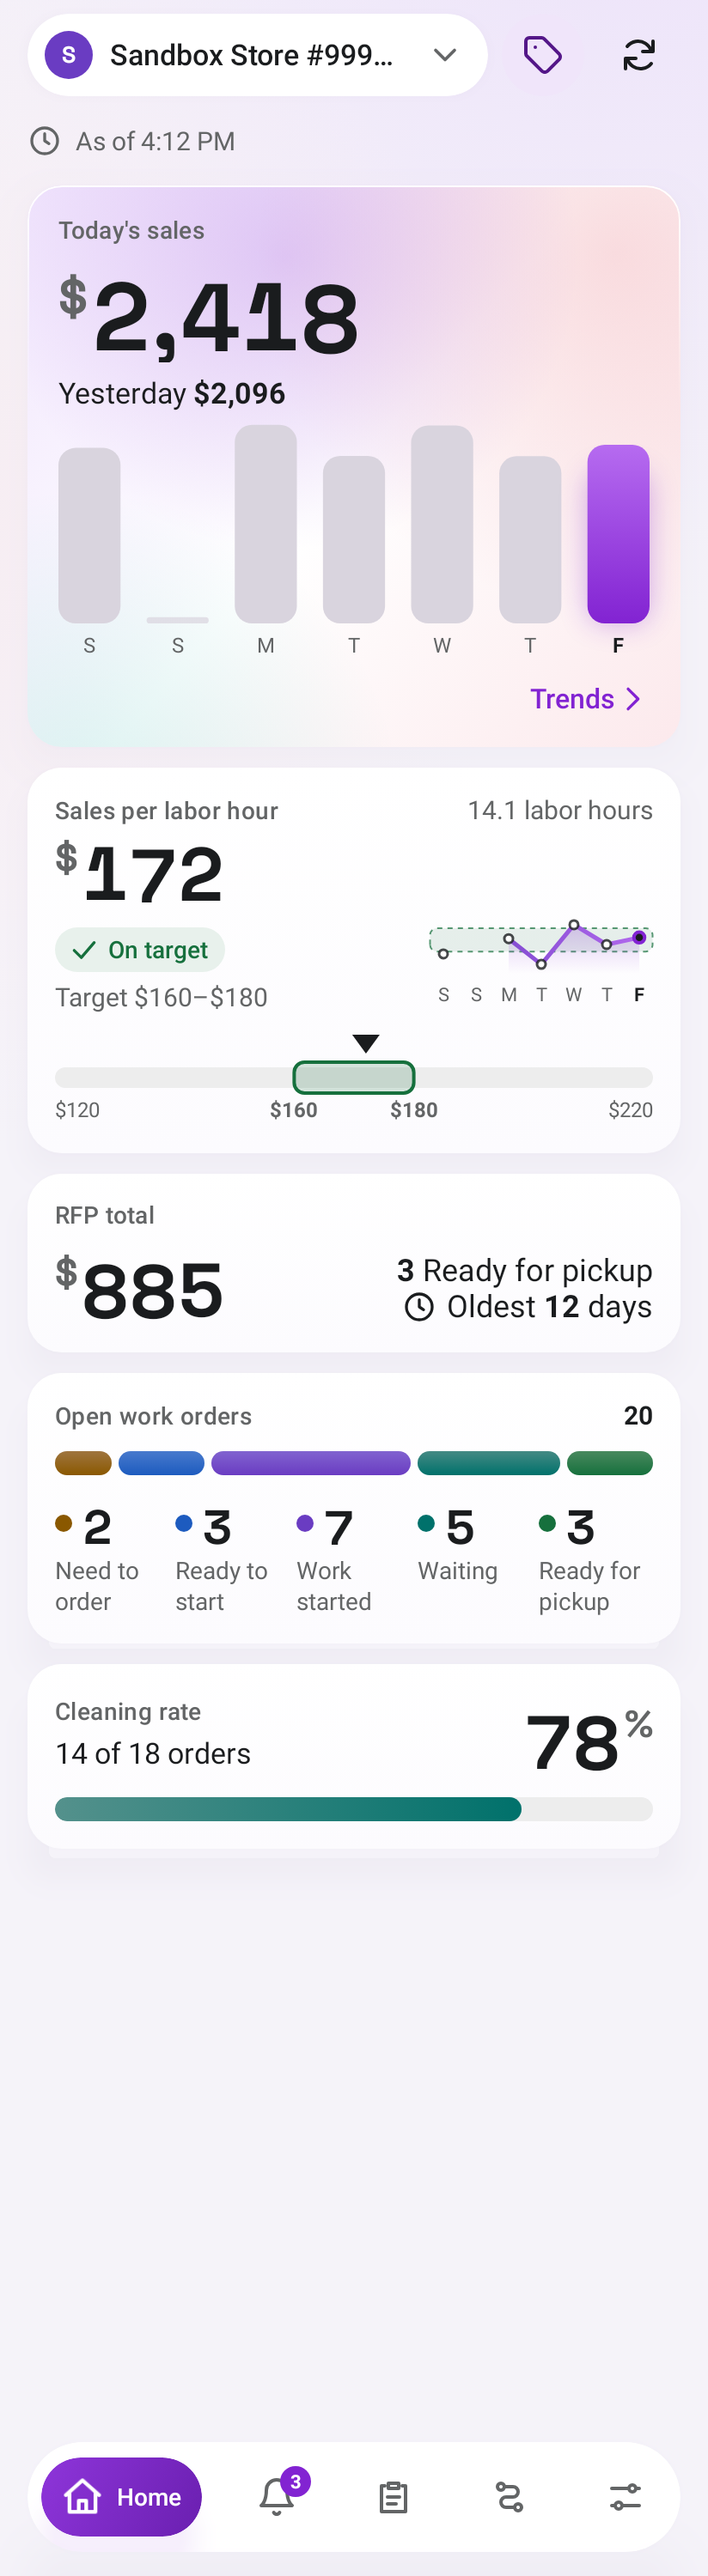 S Sandbox Store #999...
As of 4:12 PM
Today's sales
$2,418
Yesterday $2,096
S S M T W T F
Trends
Sales per labor hour 14.1 labor hours
$172
On target
Target $160–$180
S S M T W T F
$120 $160 $180 $220
RFP total
$885
3 Ready for pickup
Oldest 12 days
Open work orders 20
2 3 7 5 3
Need to order
Ready to start
Work started
Waiting
Ready for pickup
Cleaning rate
14 of 18 orders
78%
Home 3